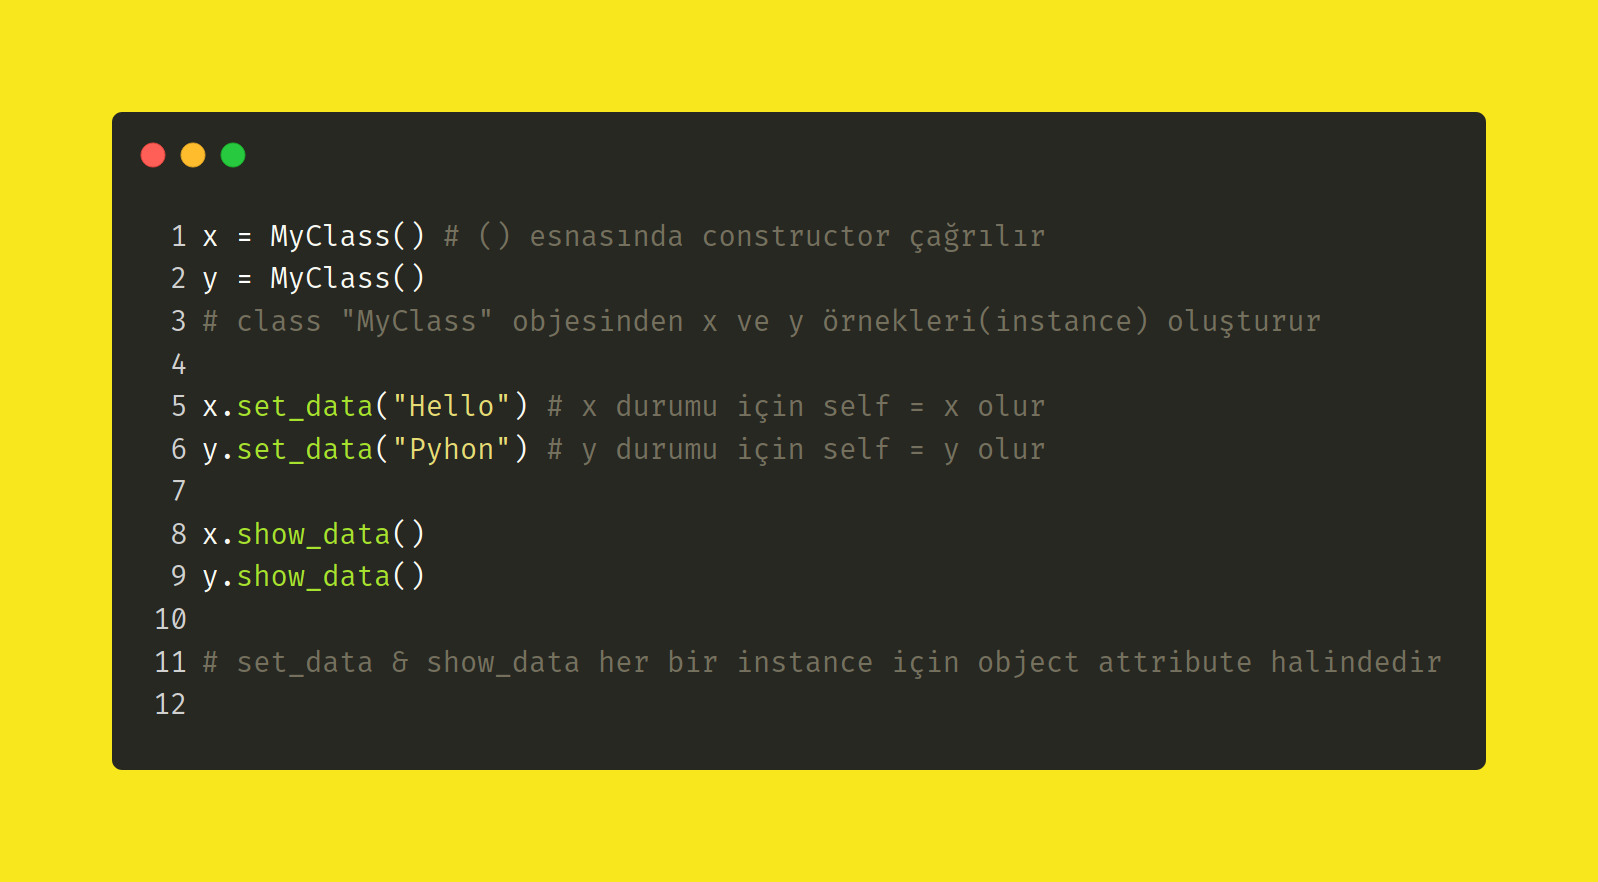 1 x = MyClass() # () esnasında constructor çağrılır
2 y = MyClass()
3 # class "MyClass" objesinden x ve y örnekleri(instance) oluşturur
4
5 x.set_data("Hello") # x durumu için self = x olur
6 y.set_data("Pyhon") # y durumu için self = y olur
7
8 x.show_data()
9 y.show_data()
10
11 # set_data & show_data her bir instance için object attribute halindedir
12